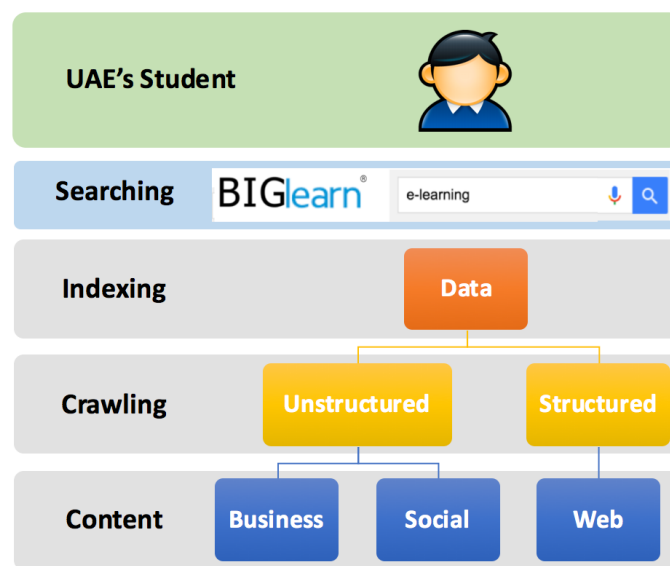 UAE's Student
Searching BIGlearn® e-learning
Indexing Data
Crawling Unstructured Structured
Content Business Social Web